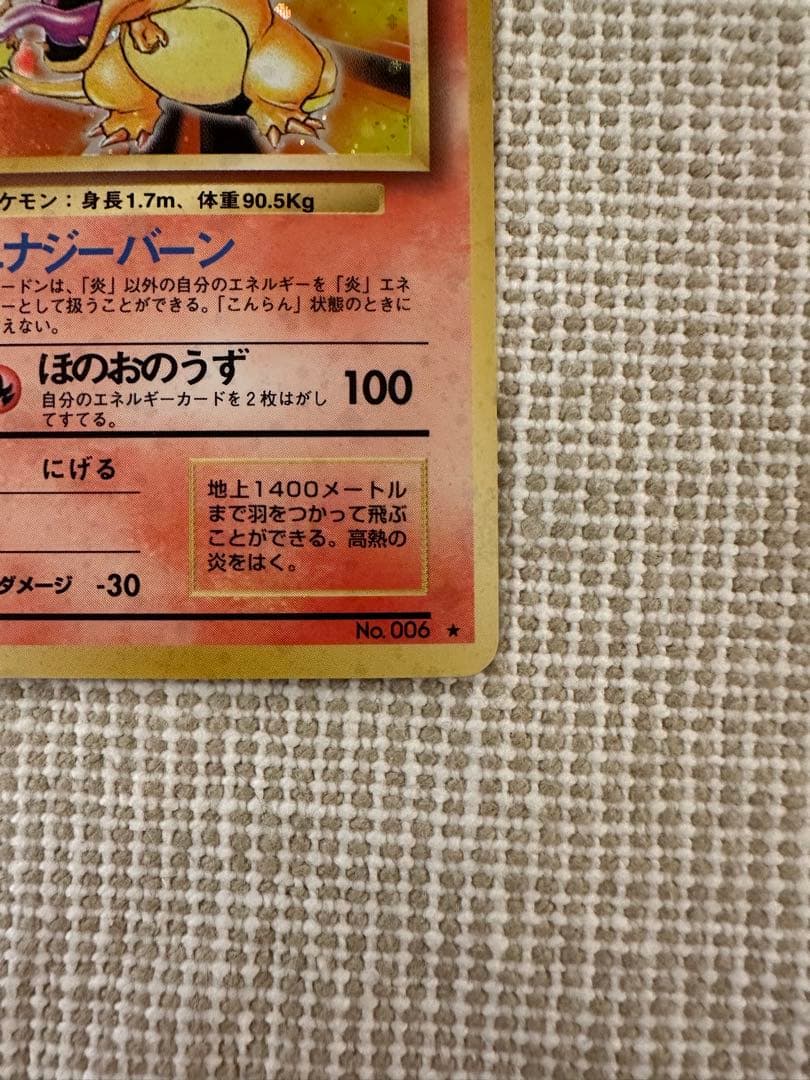 ケモン：身長1.7m、体重90.5Kg
ナジーバーン
ードンは、「炎」以外の自分のエネルギーを「炎」エネ
ーとして扱うことができる。「こんらん」状態のときに
えない。
ほのおのうず 100
自分のエネルギーカードを2枚はがし
てすてる。
にげる
地上1400メートル
まで羽をつかって飛ぶ
ことができる。高熱の
炎をはく。
ダメージ -30
No. 006 ★